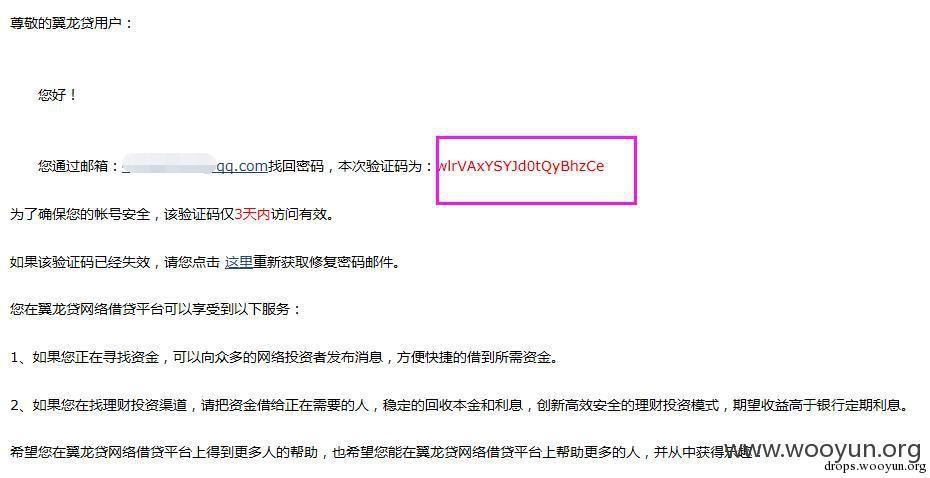 尊敬的翼龙贷用户：
您好！
您通过邮箱：qq.com找回密码，本次验证码为：wlrVAxYSYJd0tQyBhzCe
为了确保您的帐号安全，该验证码仅3天内访问有效。
如果该验证码已经失效，请您点击 这里重新获取修复密码邮件。
您在翼龙贷网络借贷平台可以享受到以下服务：
1、如果您正在寻找资金，可以向众多的网络投资者发布消息，方便快捷的借到所需资金。
2、如果您在找理财投资渠道，请把资金借给正在需要的人，稳定的回收本金和利息，创新高效安全的理财投资模式，期望收益高于银行定期利息。
希望您在翼龙贷网络借贷平台上得到更多人的帮助，也希望您能在翼龙贷网络借贷平台上帮助更多的人，并从中获得
www.wooyun.org
drops.wooyun.org